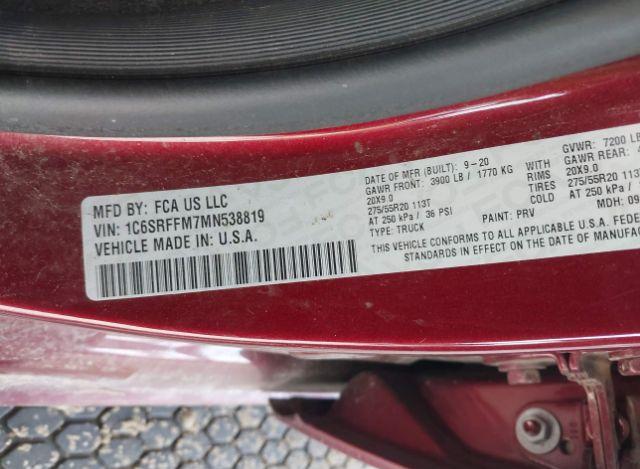 MFD BY: FCA US LLC
VIN: 1C6SRFFM7MN538819
VEHICLE MADE IN: U.S.A.
DATE OF MFR (BUILT): 9-20
GVWR: 7200 LB
GAWR FRONT: 3900 LB / 1770 KG WITH GAWR REAR:
20X9.0 RIMS 20X9.0
275/55R20 113T TIRES 275/55R20 113
AT 250 kPa / 36 PSI COLD AT 250 kPa
TYPE: TRUCK PAINT: PRV MDH: 09
THIS VEHICLE CONFORMS TO ALL APPLICABLE U.S.
STANDARDS IN EFFECT ON THE DATE OF MANUFAC